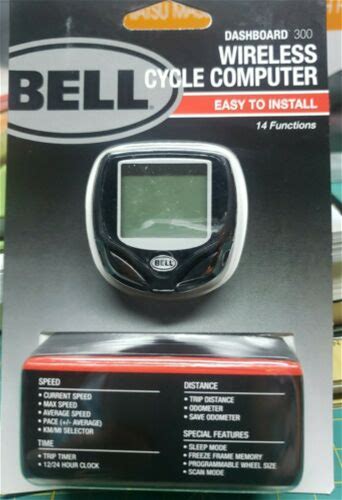 DASHBOARD 300
WIRELESS
CYCLE COMPUTER
BELL
EASY TO INSTALL
14 Functions
BELL
SPEED
• CURRENT SPEED
• MAX SPEED
• AVERAGE SPEED
• PACE (+/- AVERAGE)
• KM/MI SELECTOR
TIME
• TRIP TIMER
• 12/24 HOUR CLOCK
DISTANCE
• TRIP DISTANCE
• ODOMETER
• SAVE ODOMETER
SPECIAL FEATURES
• SLEEP MODE
• FREEZE FRAME MEMORY
• PROGRAMMABLE WHEEL SIZE
• SCAN MODE